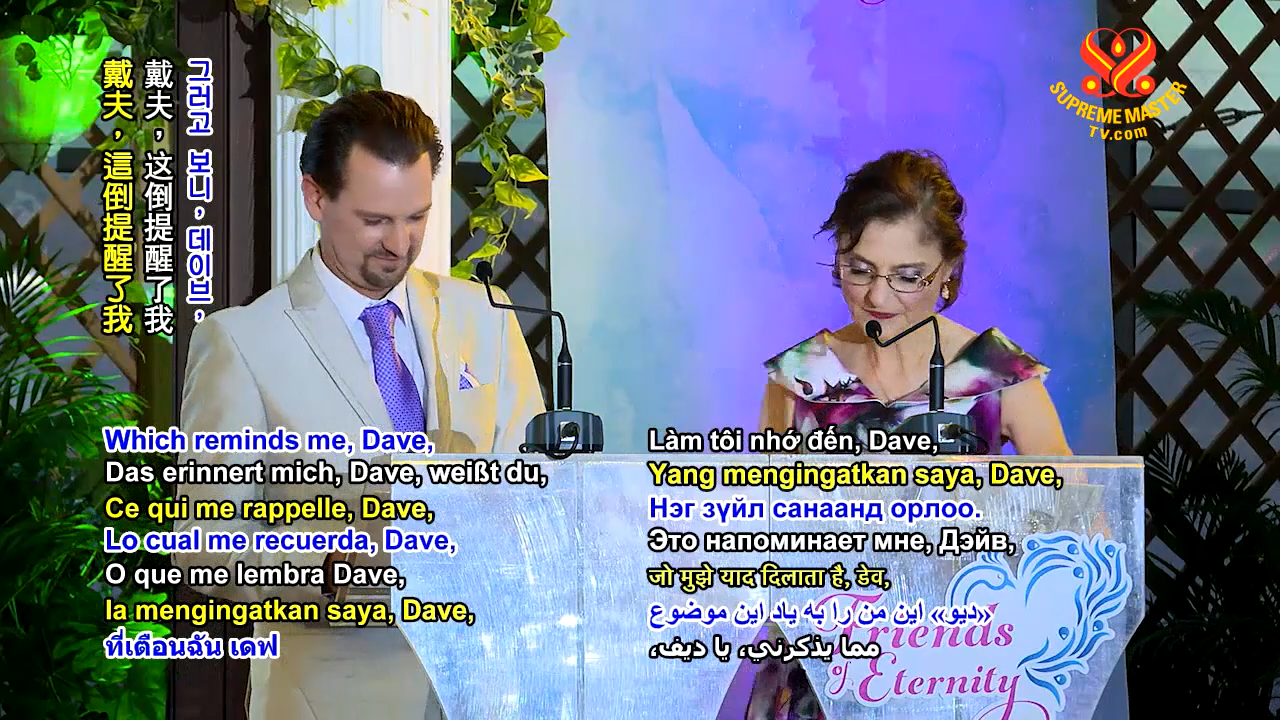 戴夫，這倒提醒了我
戴夫，这倒提醒了我
그러고 보니, 데이브,
SUPREME MASTER
TV.com
Which reminds me, Dave,
Das erinnert mich, Dave, weißt du,
Ce qui me rappelle, Dave,
Lo cual me recuerda, Dave,
O que me lembra Dave,
Ia mengingatkan saya, Dave,
ที่เตือนฉัน เดฟ
Làm tôi nhớ đến, Dave,
Yang mengingatkan saya, Dave,
Нэг зүйл санаанд орлоо.
Это напоминает мне, Дэйв,
जो मुझे याद दिलाता है, डेव,
«دیو» این من را به یاد این موضوع
مما يذكرني، يا ديف،
Friends
of Eternity